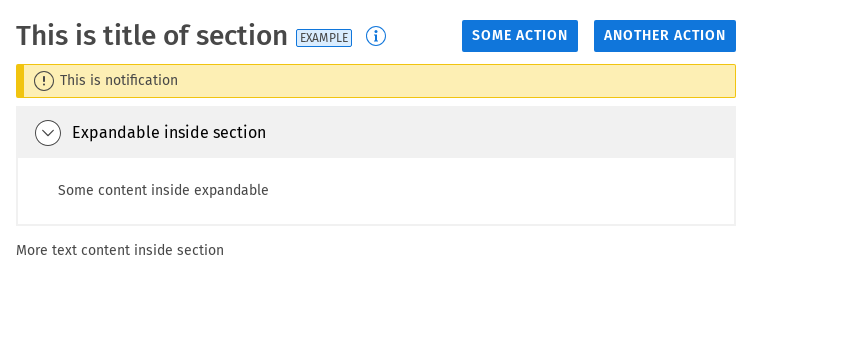 This is title of section EXAMPLE SOME ACTION ANOTHER ACTION
This is notification
Expandable inside section
Some content inside expandable
More text content inside section